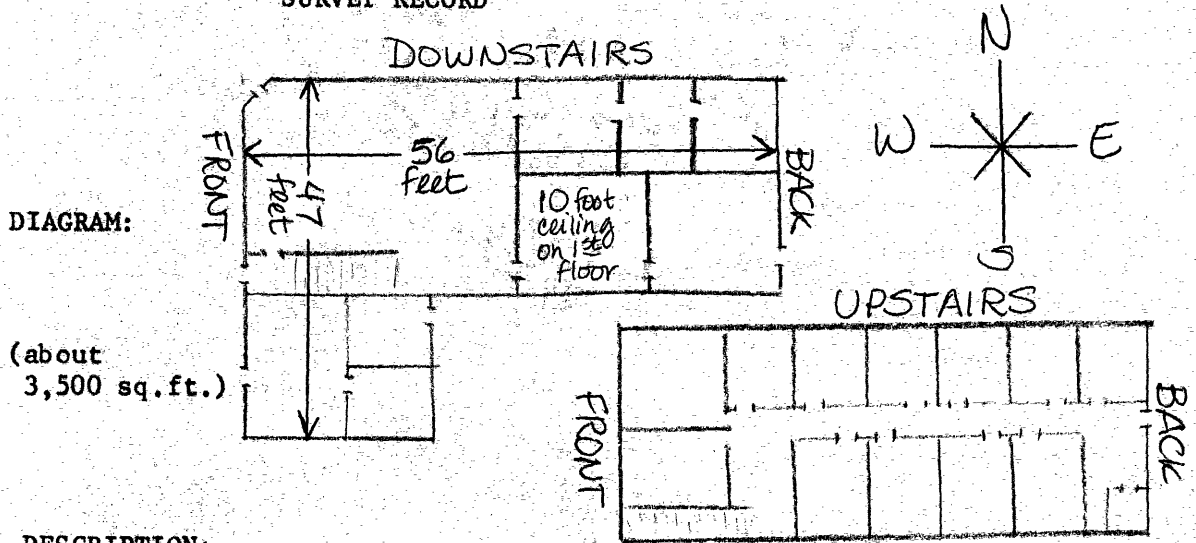 SURVEY RECORD
DOWNSTAIRS
N
W
E
S
FRONT
56
feet
47
feet
BACK
10 foot
ceiling
on 1st
floor
DIAGRAM:
(about
3,500 sq.ft.)
UPSTAIRS
FRONT
BACK
DESCRIPTION: